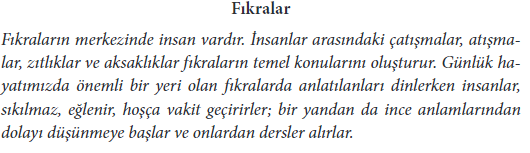 Fıkralar
Fıkraların merkezinde insan vardır. İnsanlar arasındaki çatışmalar, atışma-
lar, zıtlıklar ve aksaklıklar fıkraların temel konularını oluşturur. Günlük ha-
yatımızda önemli bir yeri olan fıkralarda anlatılanları dinlerken insanlar,
sıkılmaz, eğlenir, hoşça vakit geçirirler; bir yandan da ince anlamlarından
dolayı düşünmeye başlar ve onlardan dersler alırlar.